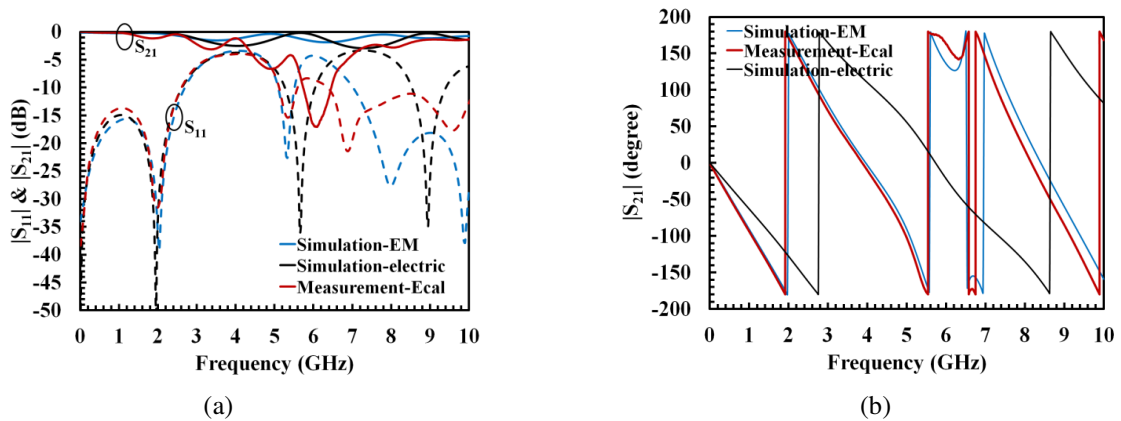 |S11| & |S21| (dB)
0
-5
-10
-15
-20
-25
-30
-35
-40
-45
-50
S21
S11
Simulation-EM
Simulation-electric
Measurement-Ecal
0 1 2 3 4 5 6 7 8 9 10
Frequency (GHz)
(a)
|S21| (degree)
200
150
100
50
0
-50
-100
-150
-200
Simulation-EM
Measurement-Ecal
Simulation-electric
0 1 2 3 4 5 6 7 8 9 10
Frequency (GHz)
(b)